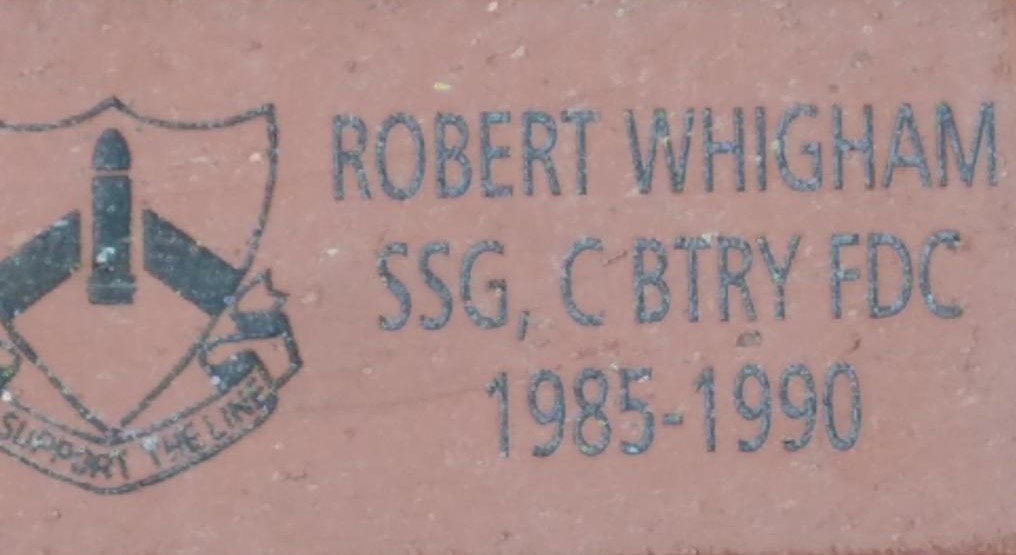 ROBERT WHIGHAM
SSG, C BTRY FDC
1985-1990
SUPPORT THE LINE